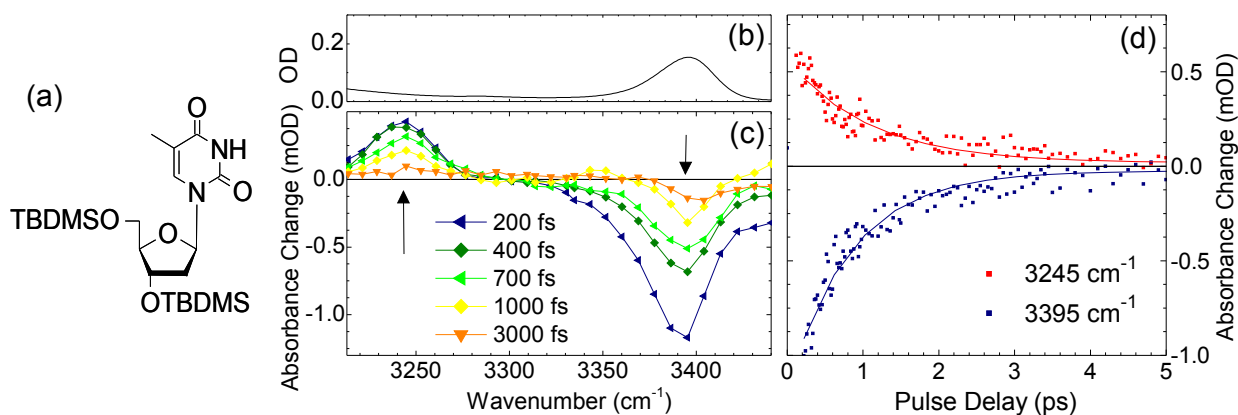 (a)
O
NH
N
O
TBDMSO
O
OTBDMS
(b)
OD
0.2
0.0
(c)
Absorbance Change (mOD)
0.0
-0.5
-1.0
200 fs
400 fs
700 fs
1000 fs
3000 fs
3250 3300 3350 3400
Wavenumber (cm-1)
(d)
0.5
0.0
-0.5
-1.0
Absorbance Change (mOD)
3245 cm-1
3395 cm-1
0 1 2 3 4 5
Pulse Delay (ps)